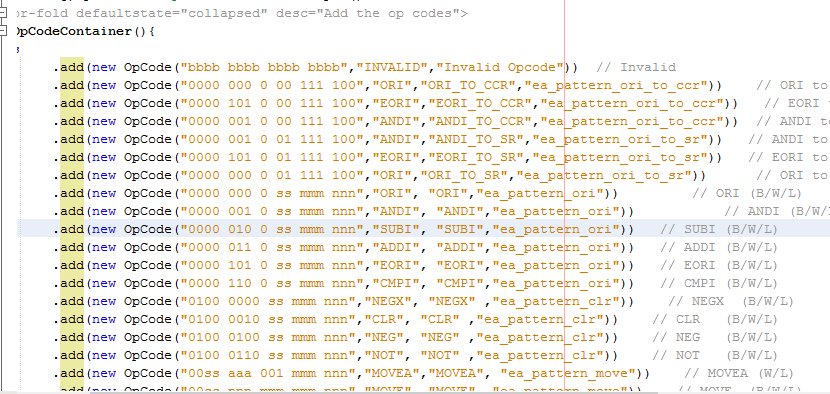 or-fold defaultstate="collapsed" desc="Add the op codes">
OpCodeContainer(){
.add(new OpCode("bbbb bbbb bbbb bbbb","INVALID","Invalid Opcode"))  // Invalid
.add(new OpCode("0000 000 0 00 111 100","ORI","ORI_TO_CCR","ea_pattern_ori_to_ccr"))    // ORI to
.add(new OpCode("0000 101 0 00 111 100","EORI","EORI_TO_CCR","ea_pattern_ori_to_ccr"))   // EORI t
.add(new OpCode("0000 001 0 00 111 100","ANDI","ANDI_TO_CCR","ea_pattern_ori_to_ccr"))   // ANDI t
.add(new OpCode("0000 001 0 01 111 100","ANDI","ANDI_TO_SR","ea_pattern_ori_to_sr"))   // ANDI to
.add(new OpCode("0000 101 0 01 111 100","EORI","EORI_TO_SR","ea_pattern_ori_to_sr"))   // EORI to
.add(new OpCode("0000 000 0 01 111 100","ORI","ORI_TO_SR","ea_pattern_ori_to_sr"))      // ORI to
.add(new OpCode("0000 000 0 ss mmm nnn","ORI", "ORI","ea_pattern_ori"))         // ORI (B/W/L)
.add(new OpCode("0000 001 0 ss mmm nnn","ANDI", "ANDI","ea_pattern_ori"))           // ANDI (B/W/
.add(new OpCode("0000 010 0 ss mmm nnn","SUBI", "SUBI","ea_pattern_ori"))   // SUBI (B/W/L)
.add(new OpCode("0000 011 0 ss mmm nnn","ADDI", "ADDI","ea_pattern_ori"))   // ADDI (B/W/L)
.add(new OpCode("0000 101 0 ss mmm nnn","EORI", "EORI","ea_pattern_ori"))   // EORI (B/W/L)
.add(new OpCode("0000 110 0 ss mmm nnn","CMPI", "CMPI","ea_pattern_ori"))   // CMPI (B/W/L)
.add(new OpCode("0100 0000 ss mmm nnn","NEGX", "NEGX" ,"ea_pattern_clr"))   // NEGX  (B/W/L)
.add(new OpCode("0100 0010 ss mmm nnn","CLR", "CLR" ,"ea_pattern_clr"))    // CLR   (B/W/L)
.add(new OpCode("0100 0100 ss mmm nnn","NEG", "NEG" ,"ea_pattern_clr"))    // NEG   (B/W/L)
.add(new OpCode("0100 0110 ss mmm nnn","NOT", "NOT" ,"ea_pattern_clr"))    // NOT   (B/W/L)
.add(new OpCode("00ss aaa 001 mmm nnn","MOVEA","MOVEA", "ea_pattern_move"))    // MOVEA (W/L)
.add(new OpCode("00ss nnn mmm mmm nnn","MOVE","MOVE", "ea_pattern_move"))    // MOVE  (B/W/L)